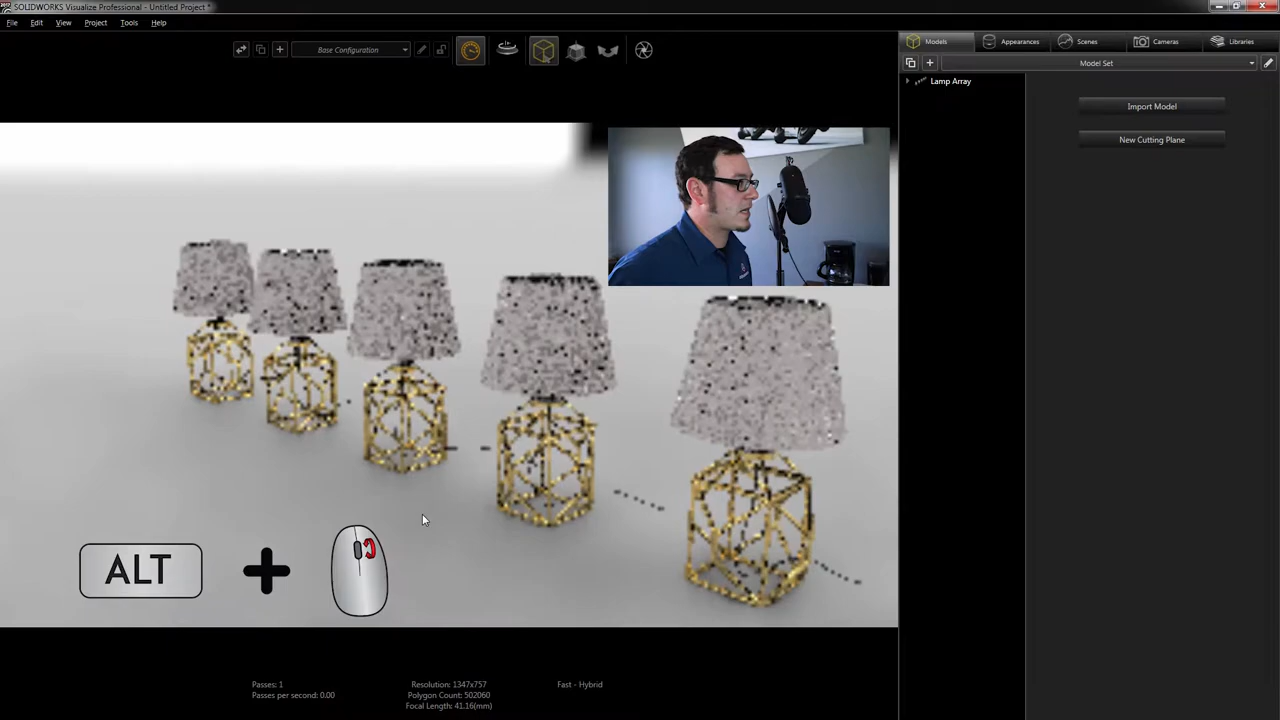 SOLIDWORKS Visualize Professional - Untitled Project *
File Edit View Project Tools Help
Base Configuration
Models Appearances Scenes Cameras Libraries
Model Set
Lamp Array
Import Model
New Cutting Plane
ALT
Passes: 1
Passes per second: 0.00
Resolution: 1347x757
Polygon Count: 502060
Focal Length: 41.16(mm)
Fast - Hybrid